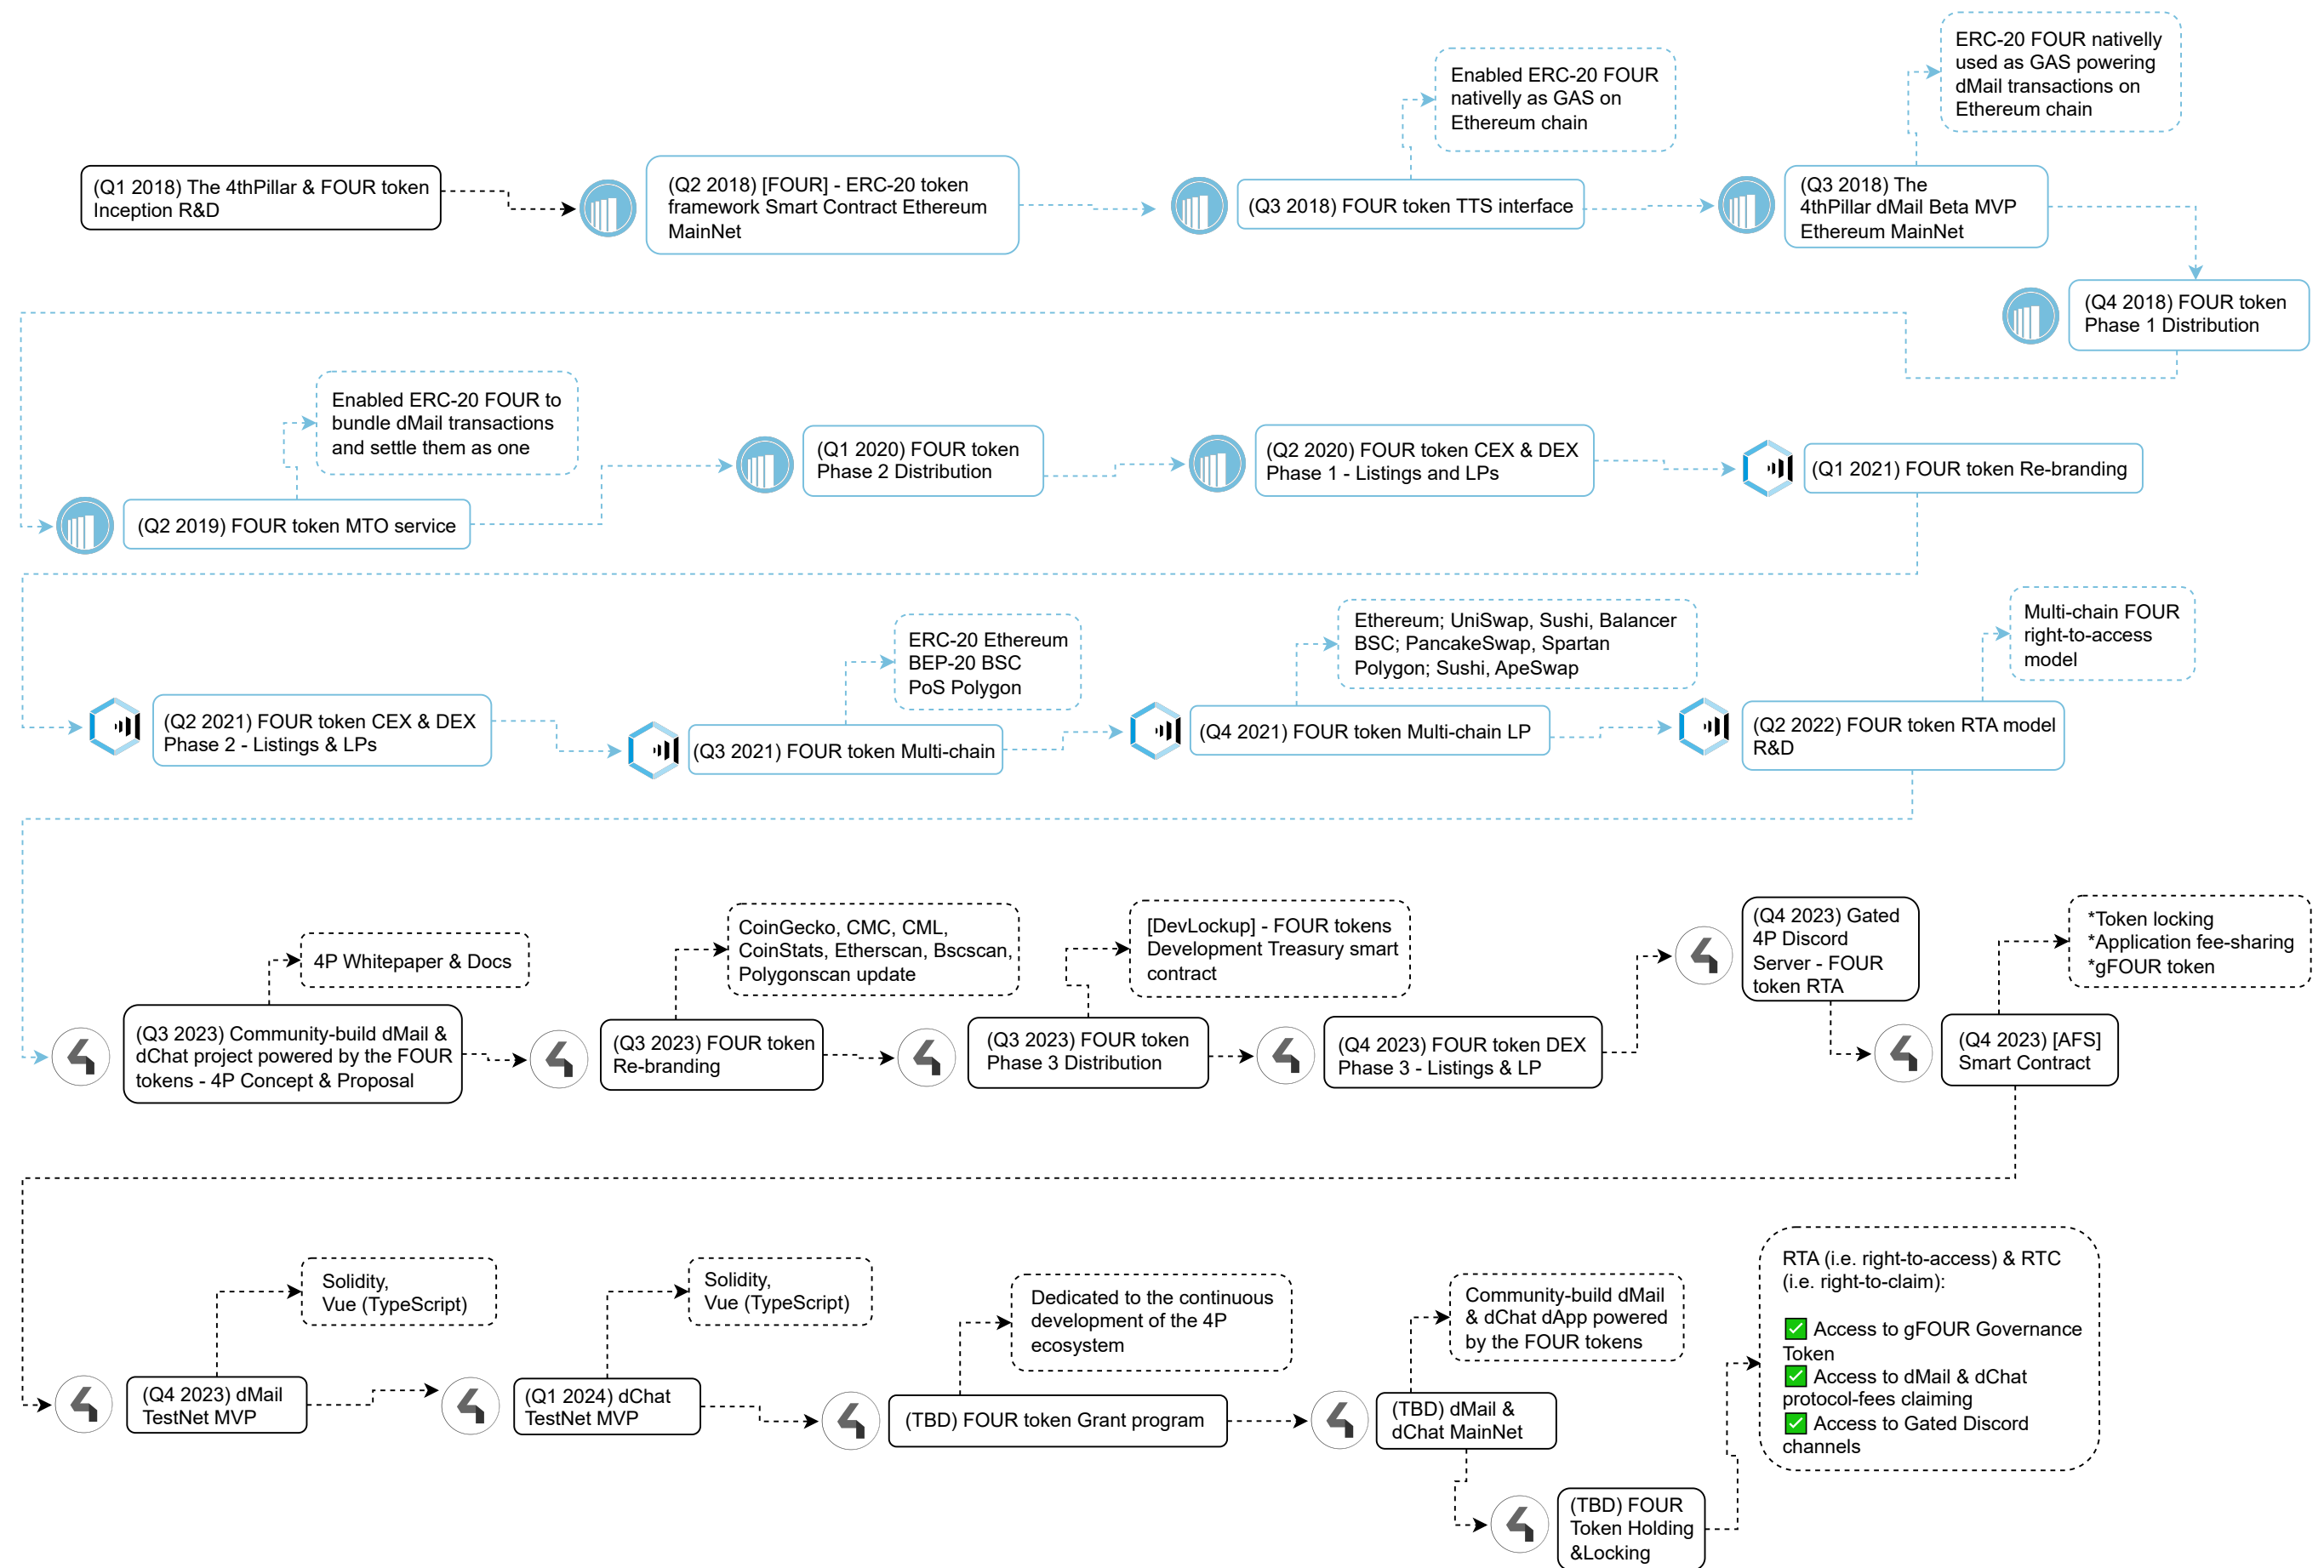 (Q1 2018) The 4thPillar & FOUR token
Inception R&D
(Q2 2018) [FOUR] - ERC-20 token
framework Smart Contract Ethereum
MainNet
Enabled ERC-20 FOUR
nativelly as GAS on
Ethereum chain
(Q3 2018) FOUR token TTS interface
ERC-20 FOUR nativelly
used as GAS powering
dMail transactions on
Ethereum chain
(Q3 2018) The
4thPillar dMail Beta MVP
Ethereum MainNet
(Q4 2018) FOUR token
Phase 1 Distribution
Enabled ERC-20 FOUR to
bundle dMail transactions
and settle them as one
(Q2 2019) FOUR token MTO service
(Q1 2020) FOUR token
Phase 2 Distribution
(Q2 2020) FOUR token CEX & DEX
Phase 1 - Listings and LPs
(Q1 2021) FOUR token Re-branding
(Q2 2021) FOUR token CEX & DEX
Phase 2 - Listings & LPs
ERC-20 Ethereum
BEP-20 BSC
PoS Polygon
(Q3 2021) FOUR token Multi-chain
Ethereum; UniSwap, Sushi, Balancer
BSC; PancakeSwap, Spartan
Polygon; Sushi, ApeSwap
(Q4 2021) FOUR token Multi-chain LP
Multi-chain FOUR
right-to-access
model
(Q2 2022) FOUR token RTA model
R&D
4P Whitepaper & Docs
(Q3 2023) Community-build dMail &
dChat project powered by the FOUR
tokens - 4P Concept & Proposal
CoinGecko, CMC, CML,
CoinStats, Etherscan, Bscscan,
Polygonscan update
(Q3 2023) FOUR token
Re-branding
[DevLockup] - FOUR tokens
Development Treasury smart
contract
(Q3 2023) FOUR token
Phase 3 Distribution
(Q4 2023) FOUR token DEX
Phase 3 - Listings & LP
(Q4 2023) Gated
4P Discord
Server - FOUR
token RTA
*Token locking
*Application fee-sharing
*gFOUR token
(Q4 2023) [AFS]
Smart Contract
Solidity,
Vue (TypeScript)
(Q4 2023) dMail
TestNet MVP
Solidity,
Vue (TypeScript)
(Q1 2024) dChat
TestNet MVP
Dedicated to the continuous
development of the 4P
ecosystem
(TBD) FOUR token Grant program
Community-build dMail
& dChat dApp powered
by the FOUR tokens
(TBD) dMail &
dChat MainNet
(TBD) FOUR
Token Holding
&Locking
RTA (i.e. right-to-access) & RTC
(i.e. right-to-claim):
✅ Access to gFOUR Governance
Token
✅ Access to dMail & dChat
protocol-fees claiming
✅ Access to Gated Discord
channels